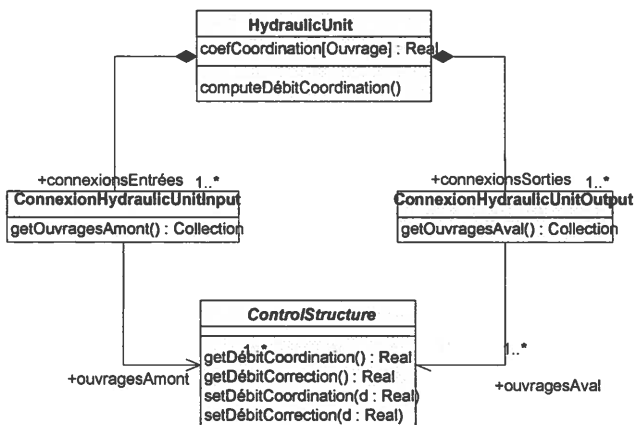 HydraulicUnit
coefCoordination[Ouvrage] : Real
computeDébitCoordination()
+connexionsEntrées 1..*
+connexionsSorties 1..*
ConnexionHydraulicUnitInput
ConnexionHydraulicUnitOutput
getOuvragesAmont() : Collection
getOuvragesAval() : Collection
ControlStructure
1..*
1..*
getDébitCoordination() : Real
getDébitCorrection() : Real
+ouvragesAmont
+ouvragesAval
setDébitCoordination(d : Real)
setDébitCorrection(d : Real)